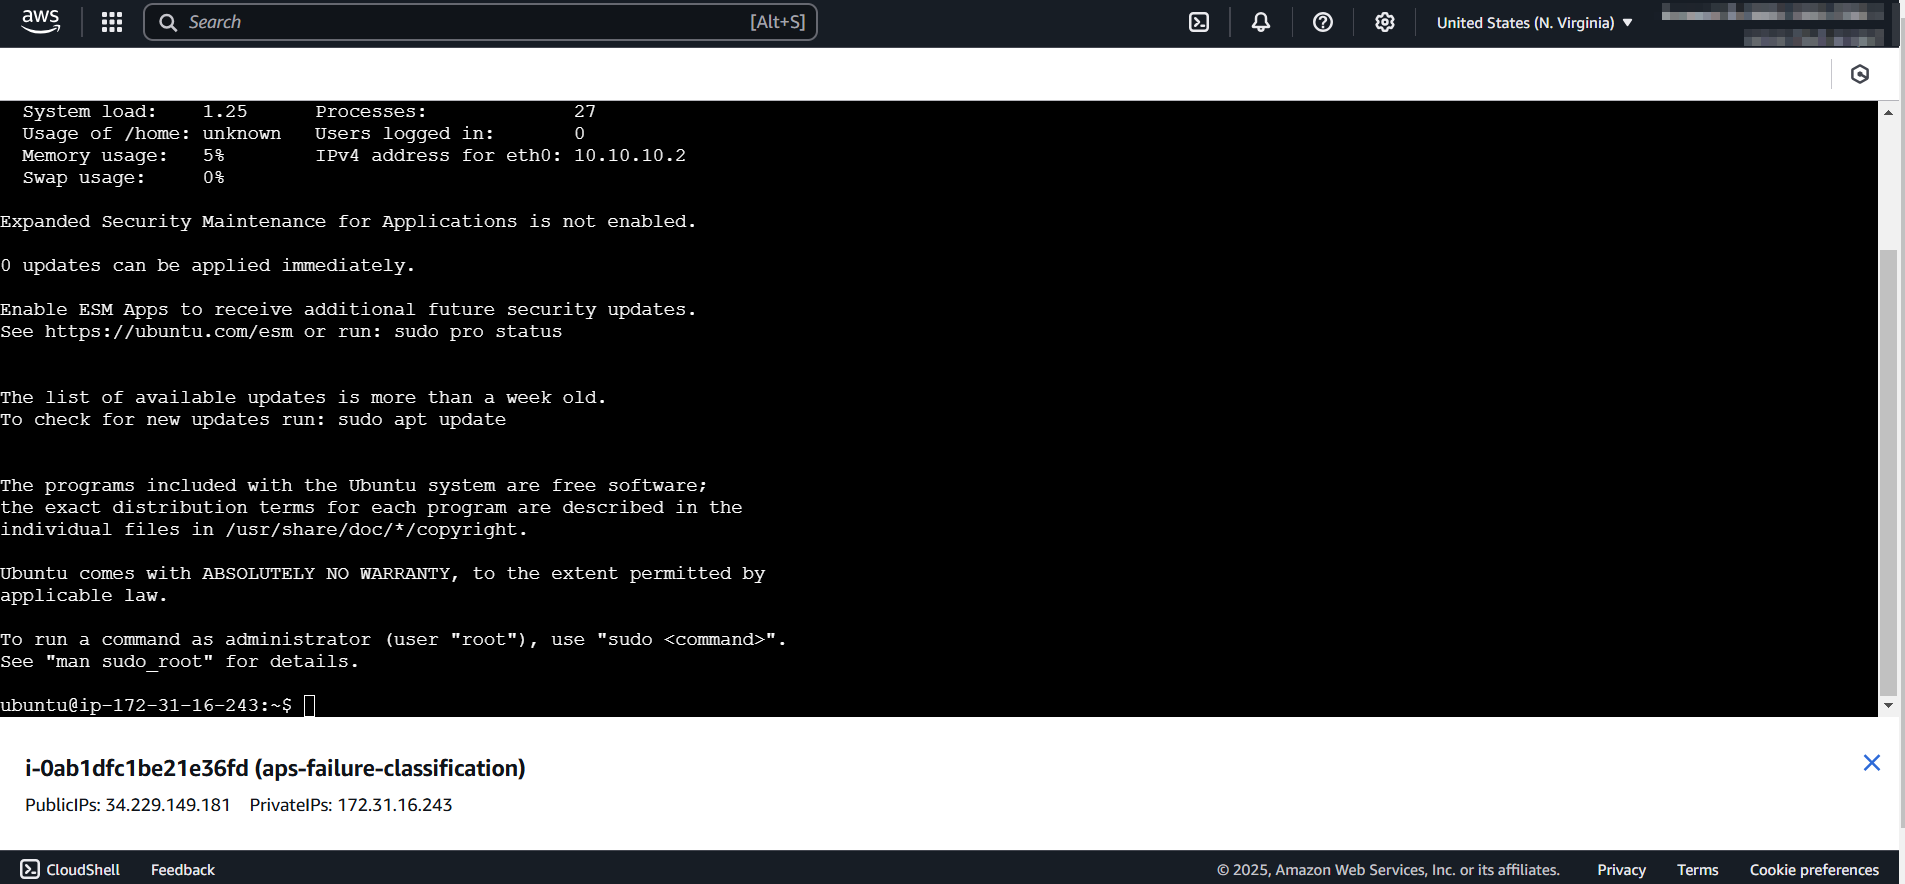 aws
Search [Alt+S]
United States (N. Virginia)
System load: 1.25 Processes: 27
Usage of /home: unknown Users logged in: 0
Memory usage: 5% IPv4 address for eth0: 10.10.10.2
Swap usage: 0%
Expanded Security Maintenance for Applications is not enabled.
0 updates can be applied immediately.
Enable ESM Apps to receive additional future security updates.
See https://ubuntu.com/esm or run: sudo pro status
The list of available updates is more than a week old.
To check for new updates run: sudo apt update
The programs included with the Ubuntu system are free software;
the exact distribution terms for each program are described in the
individual files in /usr/share/doc/*/copyright.
Ubuntu comes with ABSOLUTELY NO WARRANTY, to the extent permitted by
applicable law.
To run a command as administrator (user "root"), use "sudo <command>".
See "man sudo_root" for details.
ubuntu@ip-172-31-16-243:~$
i-0ab1dfc1be21e36fd (aps-failure-classification)
PublicIPs: 34.229.149.181 PrivateIPs: 172.31.16.243
CloudShell Feedback © 2025, Amazon Web Services, Inc. or its affiliates. Privacy Terms Cookie preferences